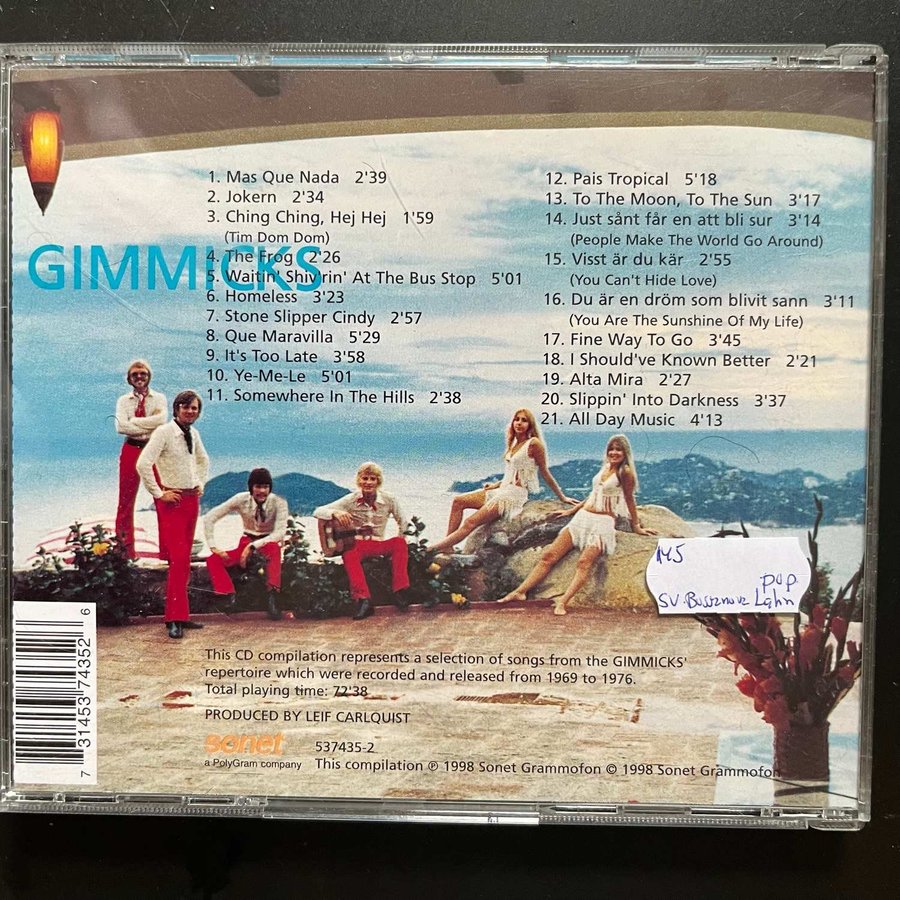 1. Mas Que Nada 2'39
2. Jokern 2'34
3. Ching Ching, Hej Hej 1'59
(Tim Dom Dom)
4. The Frog 2'26
5. Waitin' Shiv'rin' At The Bus Stop 5'01
6. Homeless 3'23
7. Stone Slipper Cindy 2'57
8. Que Maravilla 5'29
9. It's Too Late 3'58
10. Ye-Me-Le 5'01
11. Somewhere In The Hills 2'38
12. Pais Tropical 5'18
13. To The Moon, To The Sun 3'17
14. Just sånt får en att bli sur 3'14
(People Make The World Go Around)
15. Visst är du kär 2'55
(You Can't Hide Love)
16. Du är en dröm som blivit sann 3'11
(You Are The Sunshine Of My Life)
17. Fine Way To Go 3'45
18. I Should've Known Better 2'21
19. Alta Mira 2'27
20. Slippin' Into Darkness 3'37
21. All Day Music 4'13
GIMMICKS
145
pop
SV.
This CD compilation represents a selection of songs from the GIMMICKS'
repertoire which were recorded and released from 1969 to 1976.
Total playing time: 72'38
PRODUCED BY LEIF CARLQUIST
sonet
a PolyGram company
537435-2
This compilation ℗ 1998 Sonet Grammofon © 1998 Sonet Grammofon
7 31453 74352 6